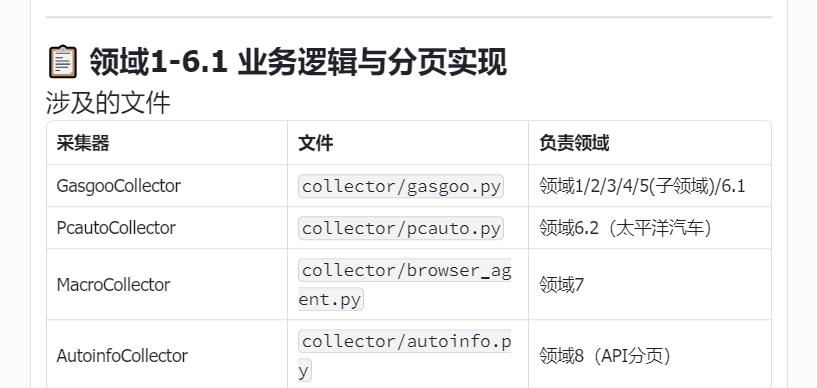 📋 领域1-6.1 业务逻辑与分页实现
涉及的文件
采集器 文件 负责领域
GasgooCollector collector/gasgoo.py 领域1/2/3/4/5(子领域)/6.1
PcautoCollector collector/pcauto.py 领域6.2（太平洋汽车）
MacroCollector collector/browser_ag
ent.py 领域7
AutoinfoCollector collector/autoinfo.p
y 领域8（API分页）